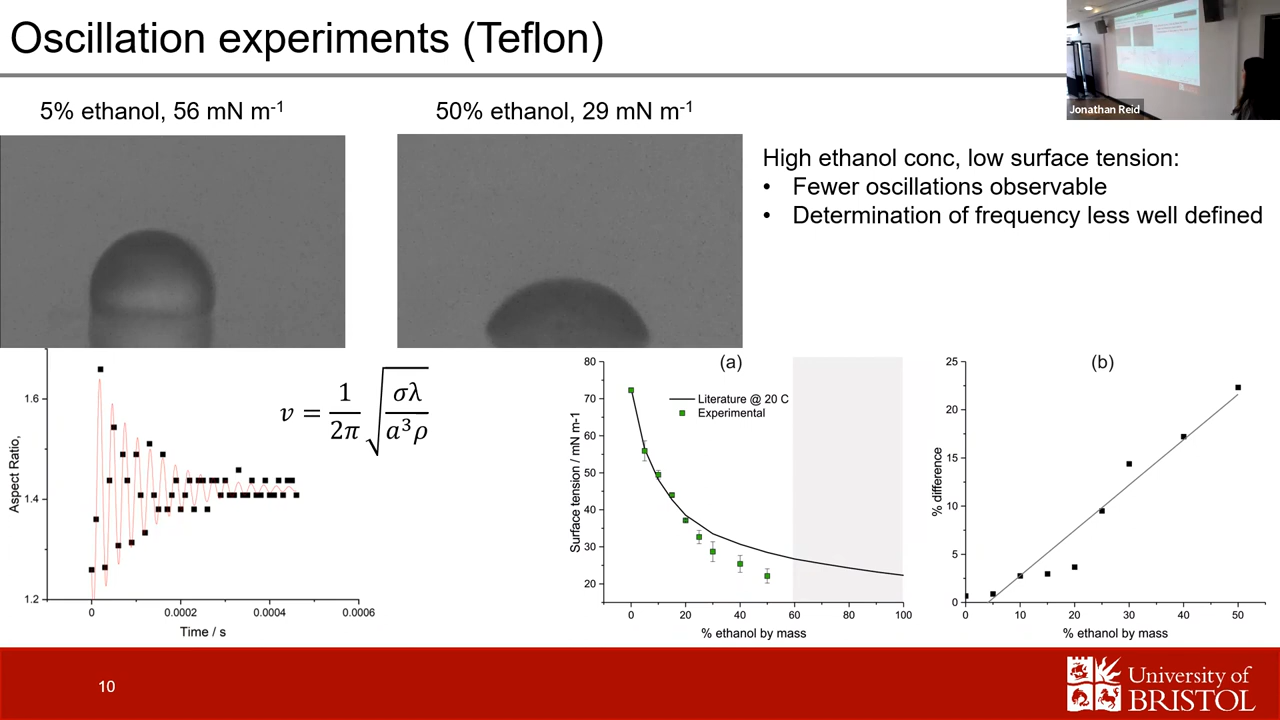 Oscillation experiments (Teflon)
Jonathan Reid
5% ethanol, 56 mN m-1
50% ethanol, 29 mN m-1
High ethanol conc, low surface tension:
• Fewer oscillations observable
• Determination of frequency less well defined
Aspect Ratio,
1.6
1.4
1.2
0
0.0002
0.0004
0.0006
Time / s
v = 1/2π √(σλ/a³ρ)
(a)
Literature @ 20 C
Experimental
Surface tension / mN m-1
80
70
60
50
40
30
20
0
20
40
60
80
100
% ethanol by mass
(b)
% difference
25
20
15
10
5
0
0
10
20
30
40
50
% ethanol by mass
10
University of
BRISTOL